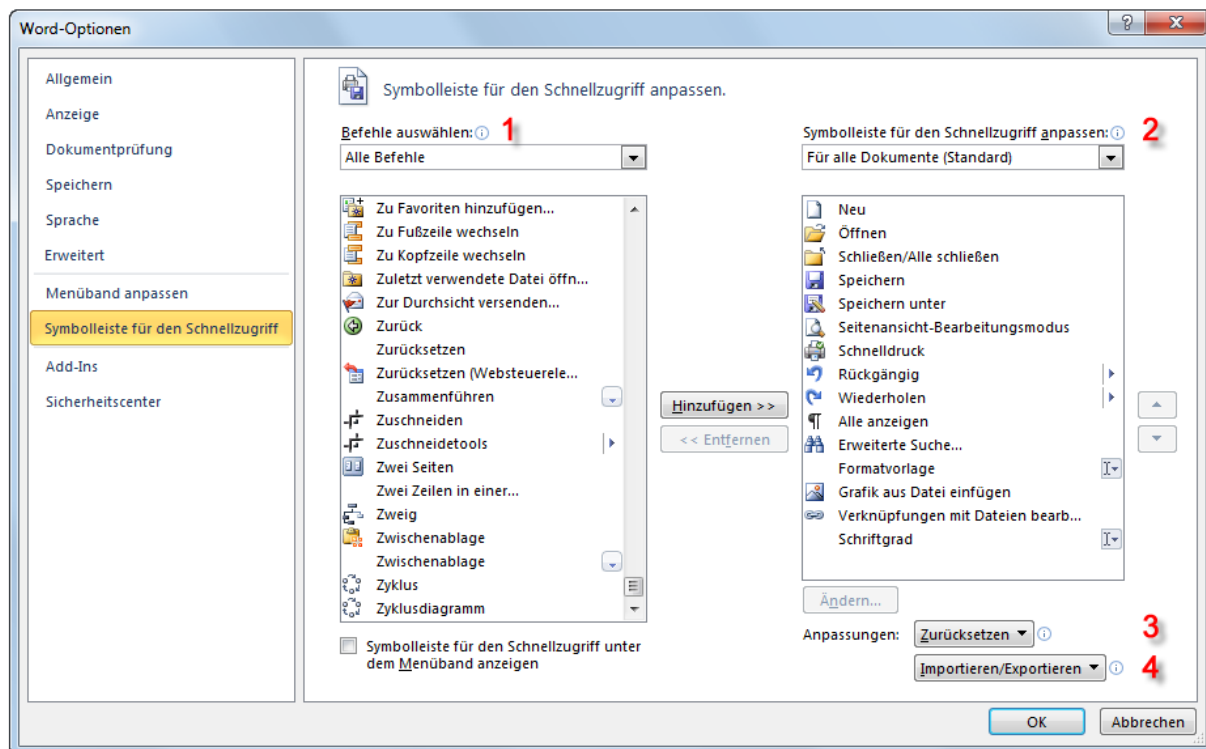 Word-Optionen
Allgemein
Anzeige
Dokumentprüfung
Speichern
Sprache
Erweitert
Menüband anpassen
Symbolleiste für den Schnellzugriff
Add-Ins
Sicherheitscenter
Symbolleiste für den Schnellzugriff anpassen.
Befehle auswählen: 1
Alle Befehle
Zu Favoriten hinzufügen...
Zu Fußzeile wechseln
Zu Kopfzeile wechseln
Zuletzt verwendete Datei öffn...
Zur Durchsicht versenden...
Zurück
Zurücksetzen
Zurücksetzen (Websteuerele...
Zusammenführen
Zuschneiden
Zuschneidetools
Zwei Seiten
Zwei Zeilen in einer...
Zweig
Zwischenablage
Zwischenablage
Zyklus
Zyklusdiagramm
Symbolleiste für den Schnellzugriff unter
dem Menüband anzeigen
Hinzufügen >>
<< Entfernen
Symbolleiste für den Schnellzugriff anpassen: 2
Für alle Dokumente (Standard)
Neu
Öffnen
Schließen/Alle schließen
Speichern
Speichern unter
Seitenansicht-Bearbeitungsmodus
Schnelldruck
Rückgängig
Wiederholen
Alle anzeigen
Erweiterte Suche...
Formatvorlage
Grafik aus Datei einfügen
Verknüpfungen mit Dateien bearb...
Schriftgrad
Ändern...
Anpassungen: Zurücksetzen 3
Importieren/Exportieren 4
OK
Abbrechen